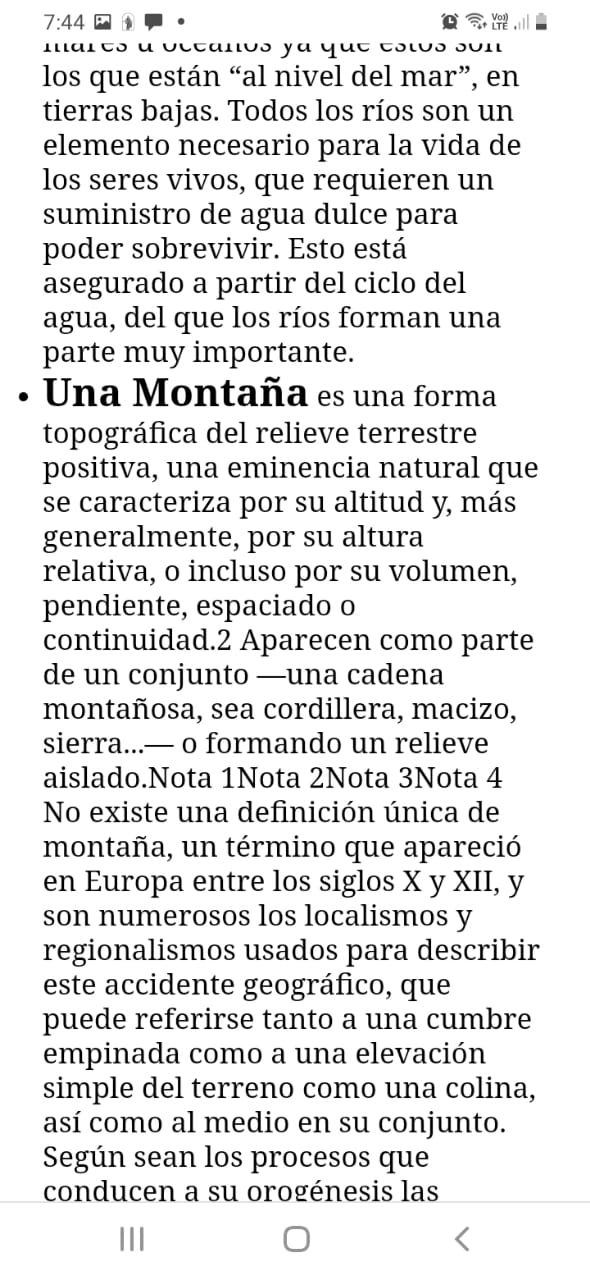 7:44
Vo))
LTE
mares u océanos ya que estos son
los que están “al nivel del mar”, en
tierras bajas. Todos los ríos son un
elemento necesario para la vida de
los seres vivos, que requieren un
suministro de agua dulce para
poder sobrevivir. Esto está
asegurado a partir del ciclo del
agua, del que los ríos forman una
parte muy importante.
• Una Montaña es una forma
topográfica del relieve terrestre
positiva, una eminencia natural que
se caracteriza por su altitud y, más
generalmente, por su altura
relativa, o incluso por su volumen,
pendiente, espaciado o
continuidad.2 Aparecen como parte
de un conjunto —una cadena
montañosa, sea cordillera, macizo,
sierra...— o formando un relieve
aislado.Nota 1Nota 2Nota 3Nota 4
No existe una definición única de
montaña, un término que apareció
en Europa entre los siglos X y XII, y
son numerosos los localismos y
regionalismos usados para describir
este accidente geográfico, que
puede referirse tanto a una cumbre
empinada como a una elevación
simple del terreno como una colina,
así como al medio en su conjunto.
Según sean los procesos que
conducen a su orogénesis las